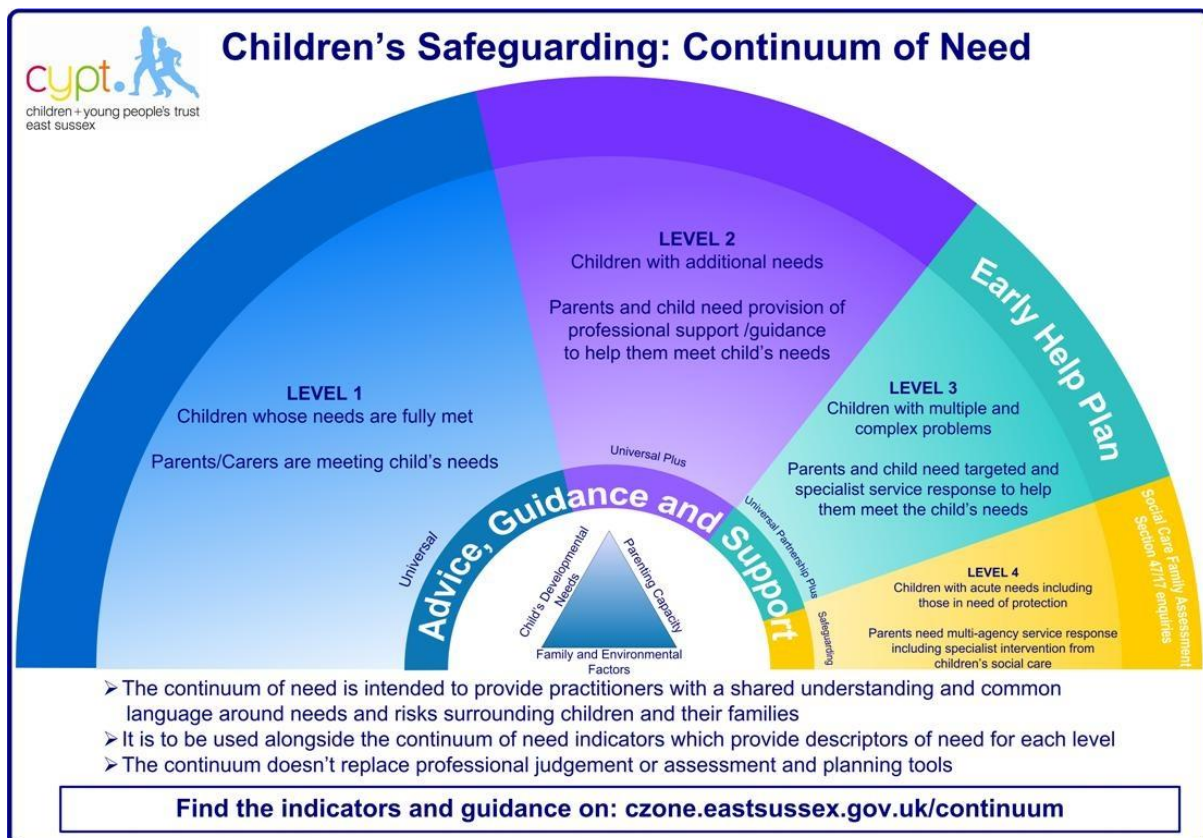 Children's Safeguarding: Continuum of Need
cypt.
children+young people's trust
east sussex
LEVEL 1
Children whose needs are fully met
Parents/Carers are meeting child's needs
LEVEL 2
Children with additional needs
Parents and child need provision of
professional support /guidance
to help them meet child's needs
Early Help Plan
LEVEL 3
Children with multiple and
complex problems
Parents and child need targeted and
specialist service response to help
them meet the child's needs
Social Care Family Assessment
Section 47/17 enquiries
LEVEL 4
Children with acute needs including
those in need of protection
Parents need multi-agency service response
including specialist intervention from
children's social care
Universal
Universal Plus
Universal Partnership Plus
Safeguarding
Advice, Guidance and Support
Child's Developmental
Needs
Parenting Capacity
Family and Environmental
Factors
➢ The continuum of need is intended to provide practitioners with a shared understanding and common
language around needs and risks surrounding children and their families
➢ It is to be used alongside the continuum of need indicators which provide descriptors of need for each level
➢ The continuum doesn't replace professional judgement or assessment and planning tools
Find the indicators and guidance on: czone.eastsussex.gov.uk/continuum